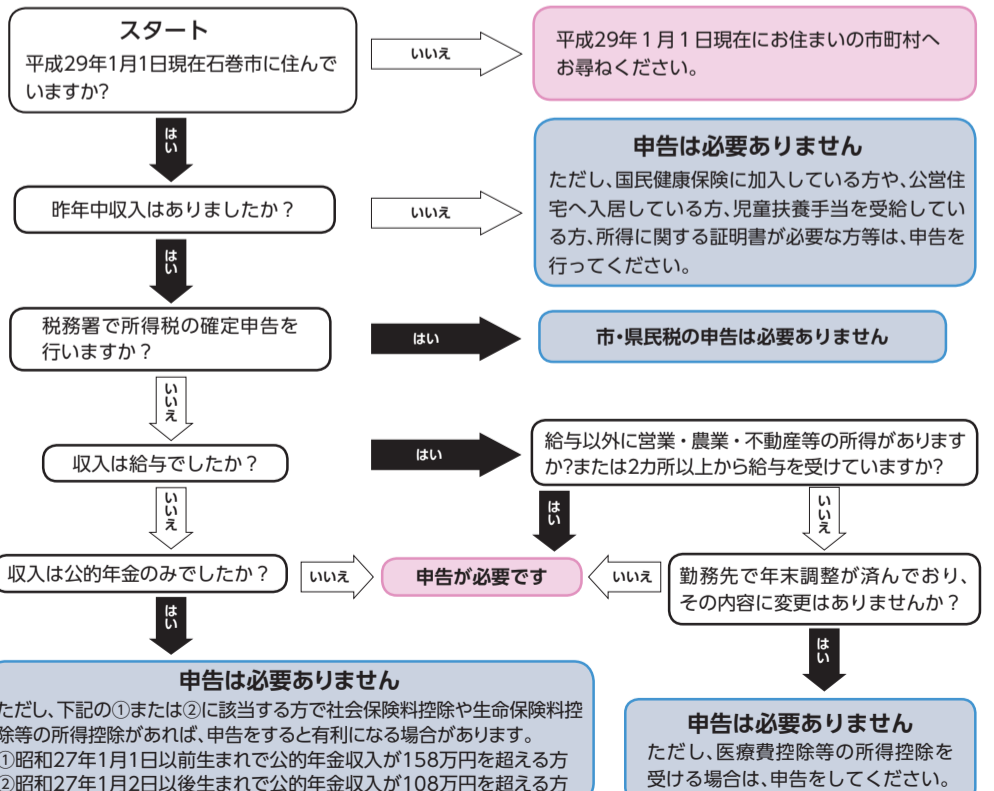 スタート
平成29年1月1日現在石巻市に住んで
いますか?
いいえ
平成29年1月1日現在にお住まいの市町村へ
お尋ねください。
はい
昨年中収入はありましたか？
いいえ
申告は必要ありません
ただし、国民健康保険に加入している方や、公営住
宅へ入居している方、児童扶養手当を受給してい
る方、所得に関する証明書が必要な方等は、申告を
行ってください。
はい
税務署で所得税の確定申告を
行いますか？
はい
市・県民税の申告は必要ありません
いいえ
収入は給与でしたか？
はい
給与以外に営業・農業・不動産等の所得があります
か?または2カ所以上から給与を受けていますか?
いいえ
はい
いいえ
収入は公的年金のみでしたか？
いいえ
申告が必要です
いいえ
勤務先で年末調整が済んでおり、
その内容に変更はありませんか？
はい
はい
申告は必要ありません
ただし、下記の①または②に該当する方で社会保険料控除や生命保険料控
除等の所得控除があれば、申告をすると有利になる場合があります。
①昭和27年1月1日以前生まれで公的年金収入が158万円を超える方
②昭和27年1月2日以後生まれで公的年金収入が108万円を超える方
申告は必要ありません
ただし、医療費控除等の所得控除を
受ける場合は、申告をしてください。